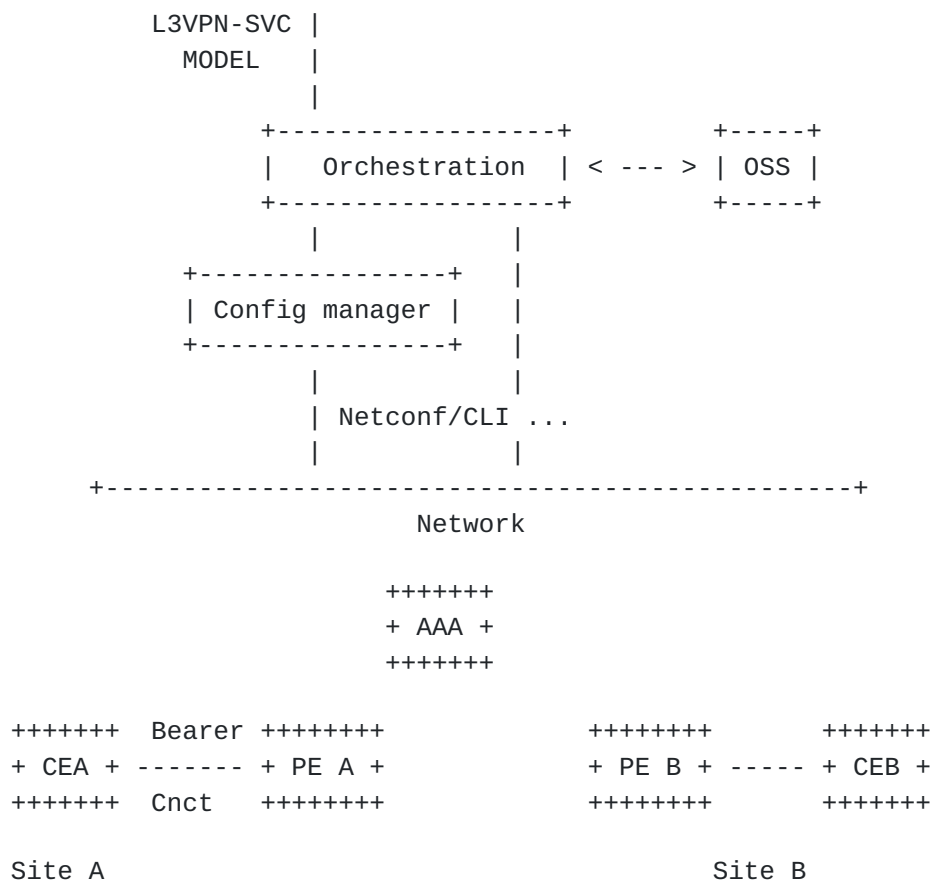 L3VPN-SVC |
MODEL |
|
+------------------+ +-----+
| Orchestration | < --- > | OSS |
+------------------+ +-----+
| |
+----------------+ |
| Config manager | |
+----------------+ |
| |
| Netconf/CLI ...
| |
+------------------------------------------------+
Network
+++++++
+ AAA +
+++++++
+++++++ Bearer ++++++++ ++++++++ +++++++
+ CEA + ------- + PE A + + PE B + ----- + CEB +
+++++++ Cnct ++++++++ ++++++++ +++++++
Site A Site B